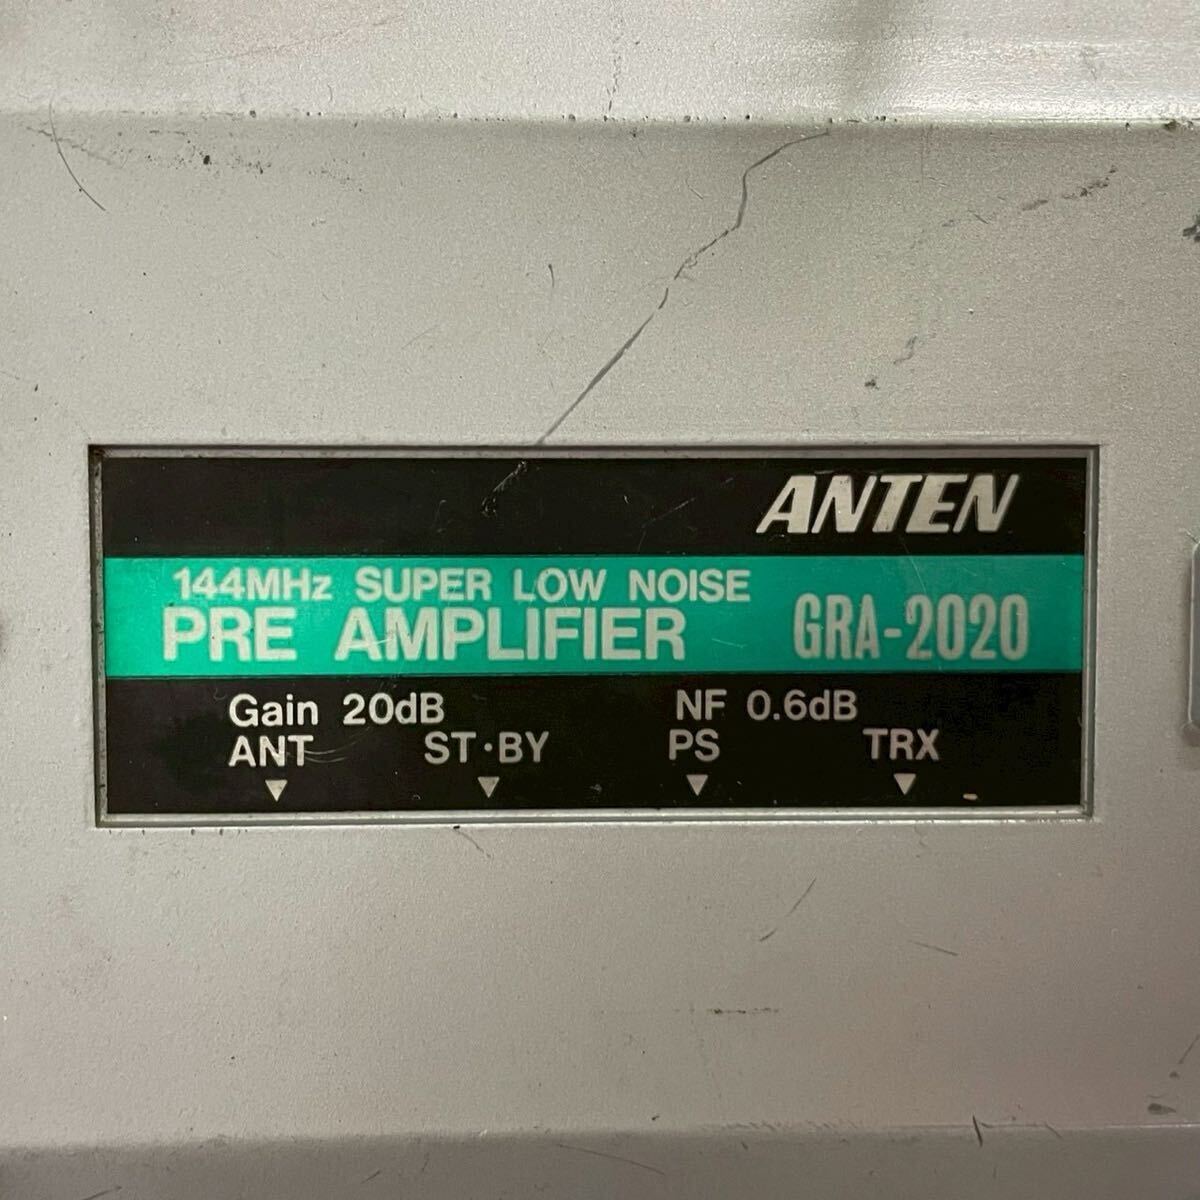 ANTEN
144MHz SUPER LOW NOISE
PRE AMPLIFIER GRA-2020
Gain 20dB NF 0.6dB
ANT ST·BY PS TRX